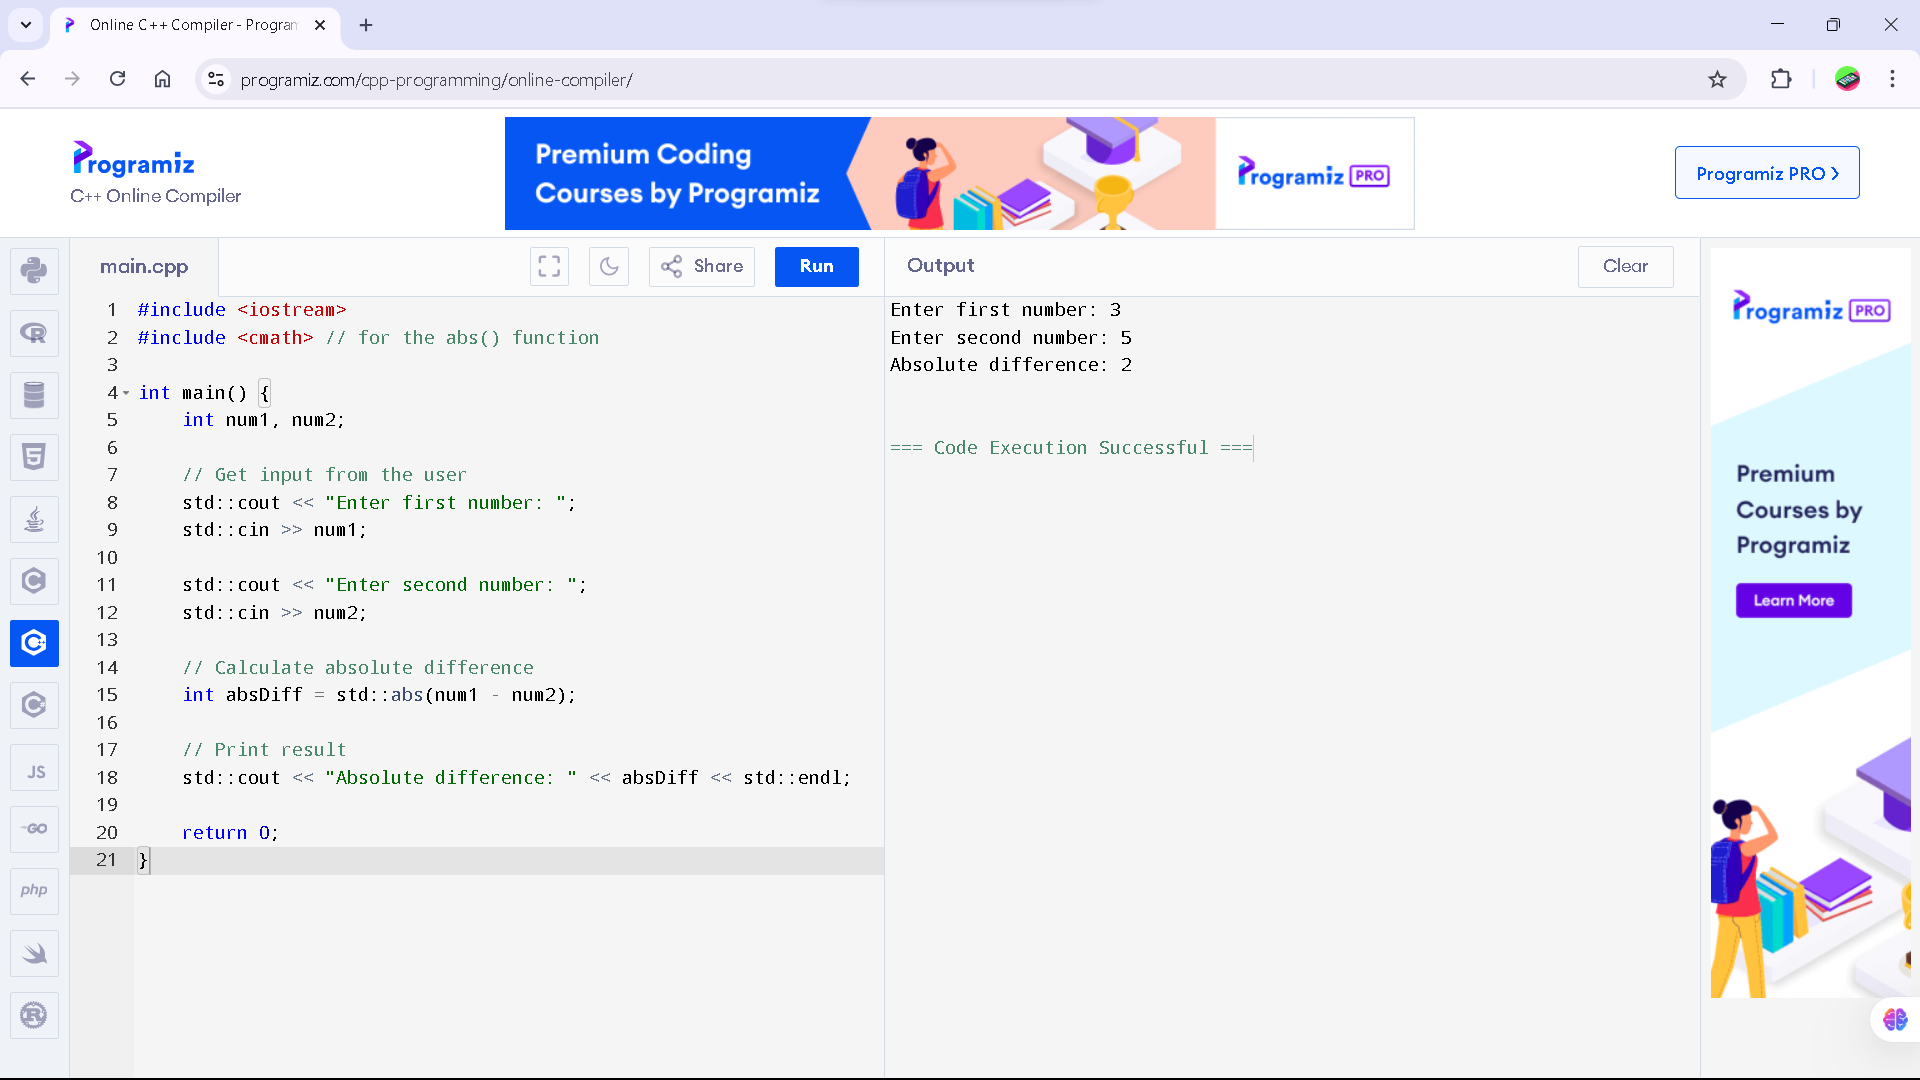 Online C++ Compiler - Program
programiz.com/cpp-programming/online-compiler/
Programiz
C++ Online Compiler
Premium Coding
Courses by Programiz
Programiz PRO
Programiz PRO ›
main.cpp
Share
Run
Output
Clear
1 #include <iostream>
2 #include <cmath> // for the abs() function
3
4 int main() {
5 int num1, num2;
6
7 // Get input from the user
8 std::cout << "Enter first number: ";
9 std::cin >> num1;
10
11 std::cout << "Enter second number: ";
12 std::cin >> num2;
13
14 // Calculate absolute difference
15 int absDiff = std::abs(num1 - num2);
16
17 // Print result
18 std::cout << "Absolute difference: " << absDiff << std::endl;
19
20 return 0;
21 }
Enter first number: 3
Enter second number: 5
Absolute difference: 2
=== Code Execution Successful ===
Programiz PRO
Premium
Courses by
Programiz
Learn More
R
5
C
C+
C#
JS
GO
php
R